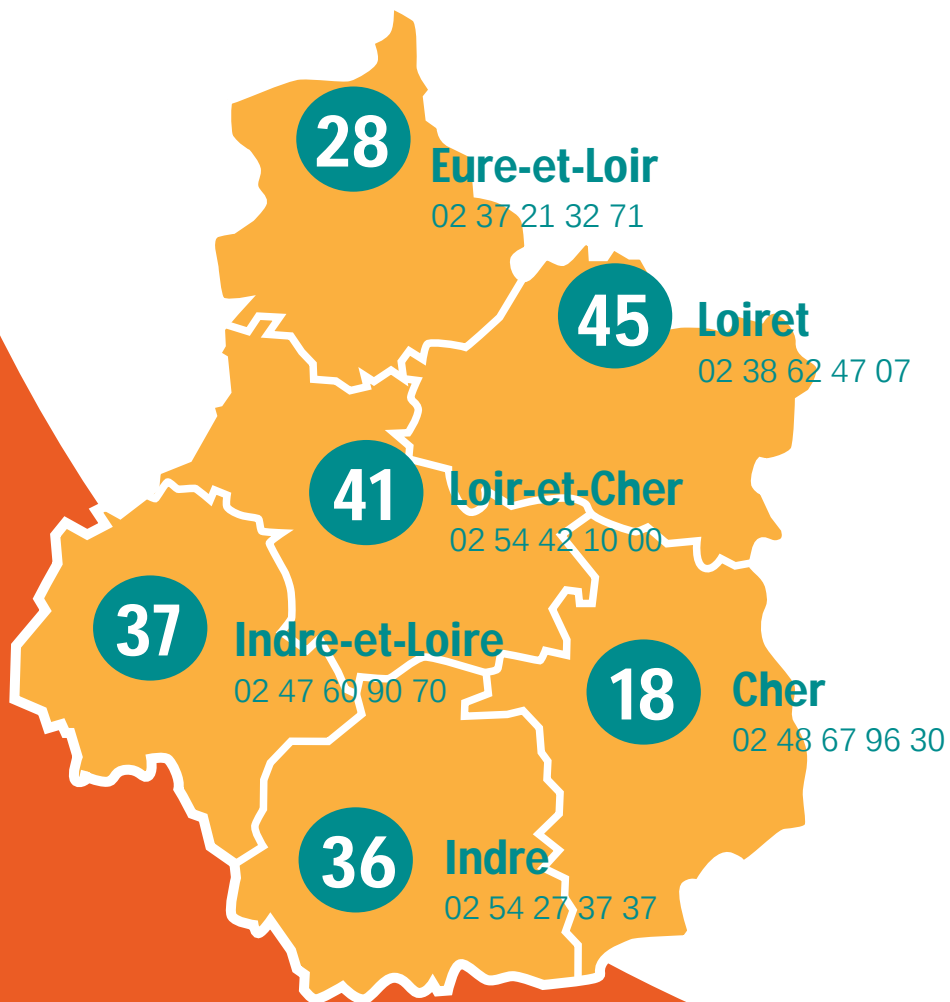 28
Eure-et-Loir
02 37 21 32 71
45
Loiret
02 38 62 47 07
41
Loir-et-Cher
02 54 42 10 00
37
Indre-et-Loire
02 47 60 90 70
18
Cher
02 48 67 96 30
36
Indre
02 54 27 37 37